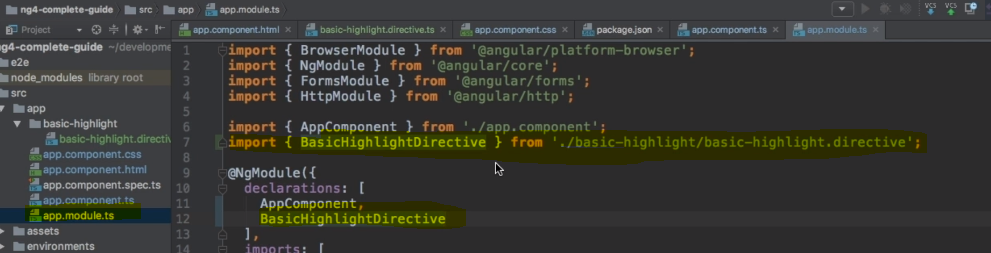 ng4-complete-guide src app app.module.ts
VCS VCS
Project app.component.html basic-highlight.directive.ts app.component.css package.json app.component.ts app.module.ts
ng4-complete-guide ~/developme
e2e
node_modules library root
src
app
basic-highlight
basic-highlight.directiv
app.component.css
app.component.html
app.component.spec.ts
app.component.ts
app.module.ts
assets
environments
1 import { BrowserModule } from '@angular/platform-browser';
2 import { NgModule } from '@angular/core';
3 import { FormsModule } from '@angular/forms';
4 import { HttpModule } from '@angular/http';
5
6 import { AppComponent } from './app.component';
7 import { BasicHighlightDirective } from './basic-highlight/basic-highlight.directive';
8
9 @NgModule({
10 declarations: [
11 AppComponent,
12 BasicHighlightDirective
13 ],
14 imports: [